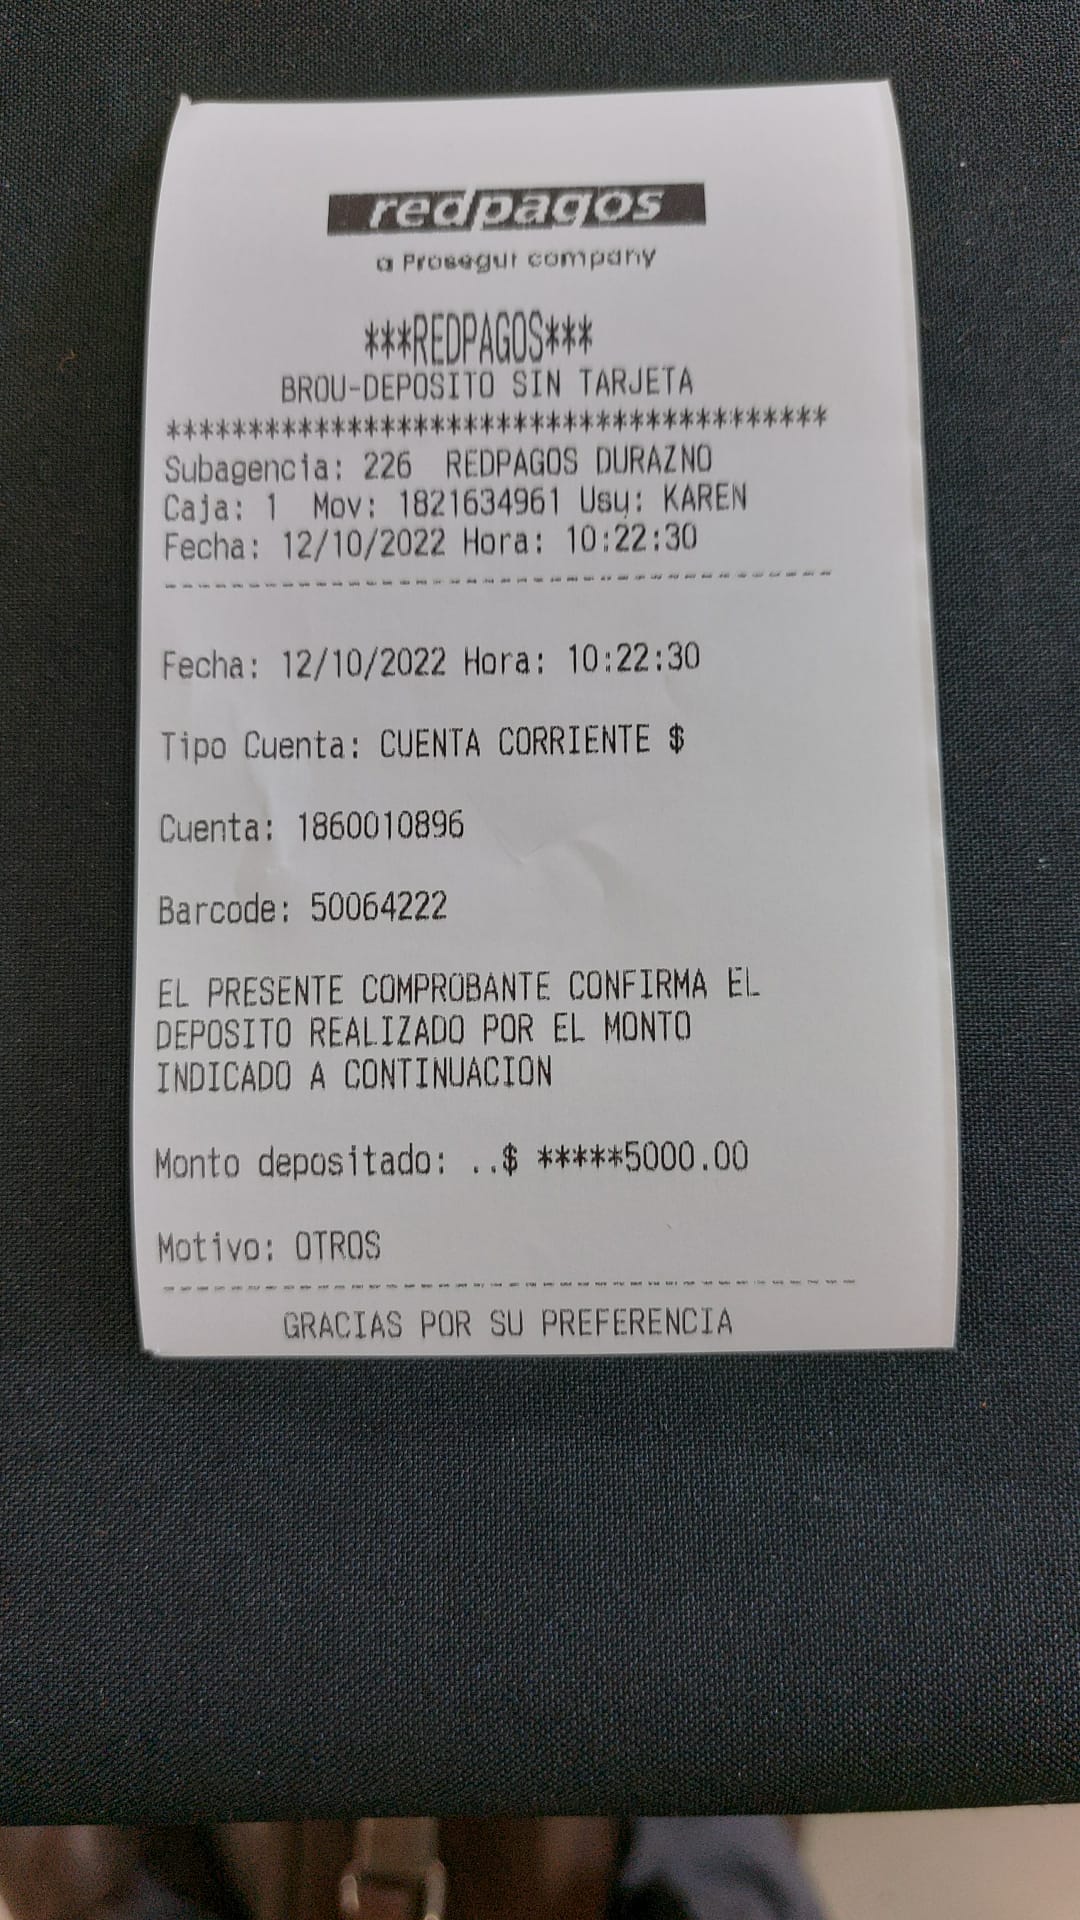 redpagos
a Prosegur company
***REDPAGOS***
BROU-DEPOSITO SIN TARJETA
****************************************
Subagencia: 226 REDPAGOS DURAZNO
Caja: 1 Mov: 1821634961 Usy: KAREN
Fecha: 12/10/2022 Hora: 10:22:30
----------------------------------------
Fecha: 12/10/2022 Hora: 10:22:30
Tipo Cuenta: CUENTA CORRIENTE $
Cuenta: 1860010896
Barcode: 50064222
EL PRESENTE COMPROBANTE CONFIRMA EL
DEPOSITO REALIZADO POR EL MONTO
INDICADO A CONTINUACION
Monto depositado: ..$ *****5000.00
Motivo: OTROS
----------------------------------------
GRACIAS POR SU PREFERENCIA